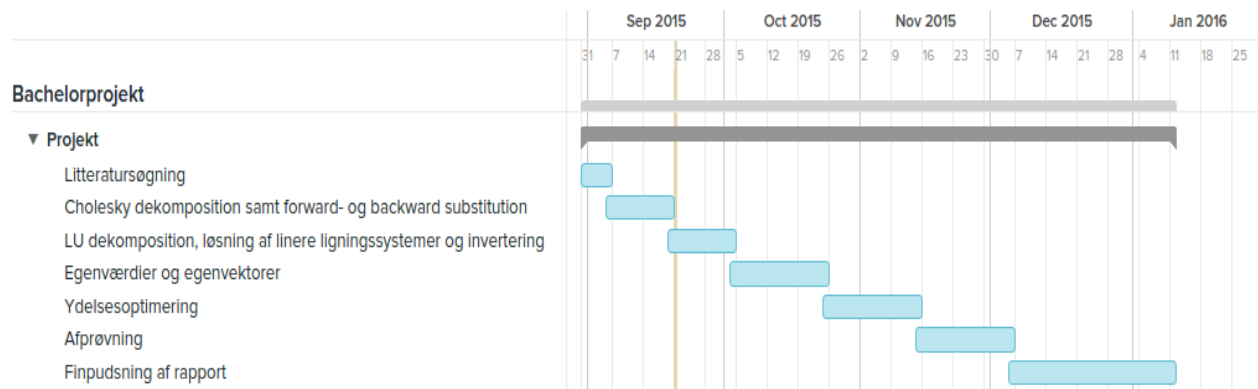 Sep 2015 Oct 2015 Nov 2015 Dec 2015 Jan 2016
31 7 14 21 28 5 12 19 26 2 9 16 23 30 7 14 21 28 4 11 18 25
Bachelorprojekt
▼ Projekt
Litteratursøgning
Cholesky dekomposition samt forward- og backward substitution
LU dekomposition, løsning af linere ligningssystemer og invertering
Egenværdier og egenvektorer
Ydelsesoptimering
Afprøvning
Finpudsning af rapport